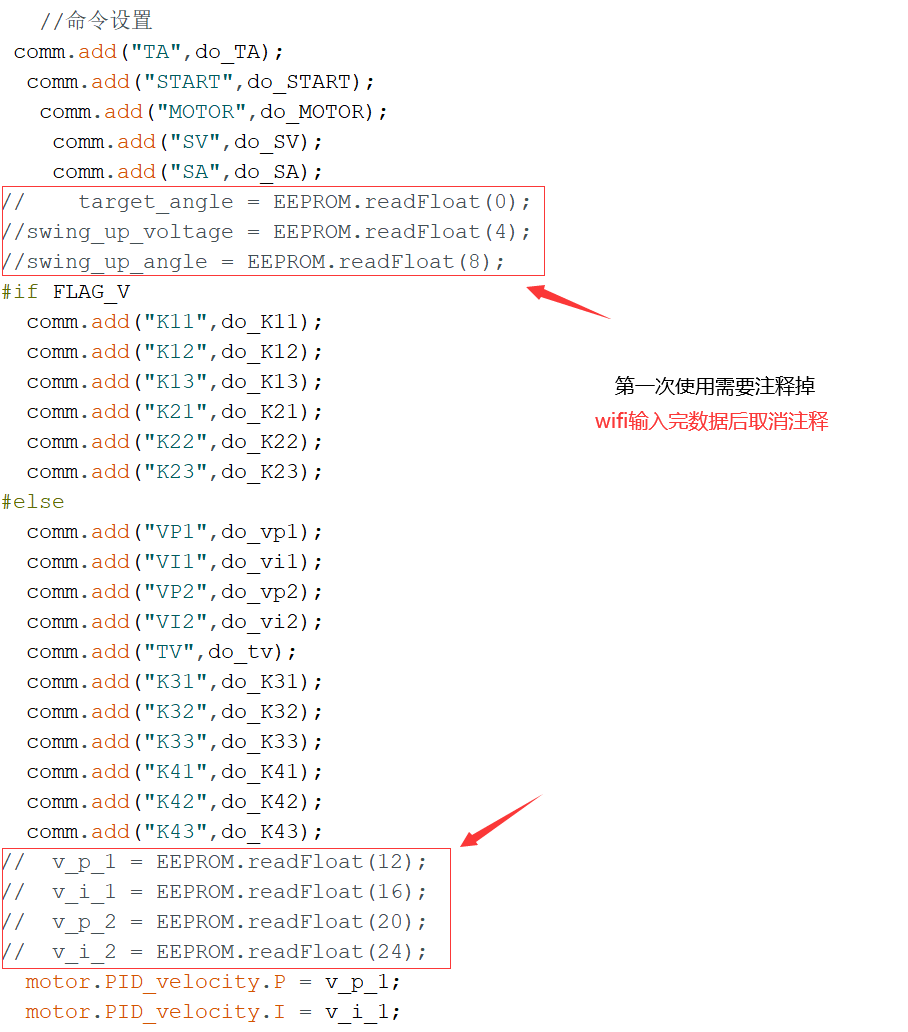 //命令设置
comm.add("TA",do_TA);
comm.add("START",do_START);
comm.add("MOTOR",do_MOTOR);
comm.add("SV",do_SV);
comm.add("SA",do_SA);
//    target_angle = EEPROM.readFloat(0);
//swing_up_voltage = EEPROM.readFloat(4);
//swing_up_angle = EEPROM.readFloat(8);
#if FLAG_V
comm.add("K11",do_K11);
comm.add("K12",do_K12);
comm.add("K13",do_K13);
comm.add("K21",do_K21);
comm.add("K22",do_K22);
comm.add("K23",do_K23);
第一次使用需要注释掉
wifi输入完数据后取消注释
#else
comm.add("VP1",do_vp1);
comm.add("VI1",do_vi1);
comm.add("VP2",do_vp2);
comm.add("VI2",do_vi2);
comm.add("TV",do_tv);
comm.add("K31",do_K31);
comm.add("K32",do_K32);
comm.add("K33",do_K33);
comm.add("K41",do_K41);
comm.add("K42",do_K42);
comm.add("K43",do_K43);
//  v_p_1 = EEPROM.readFloat(12);
//  v_i_1 = EEPROM.readFloat(16);
//  v_p_2 = EEPROM.readFloat(20);
//  v_i_2 = EEPROM.readFloat(24);
motor.PID_velocity.P = v_p_1;
motor.PID_velocity.I = v_i_1;